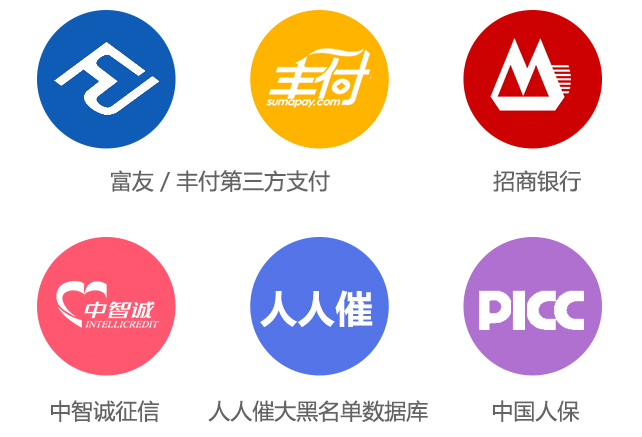 丰付
sumapay.com
富友 / 丰付第三方支付
招商银行
中智诚
INTELLICREDIT
人人催
PICC
中智诚征信
人人催大黑名单数据库
中国人保